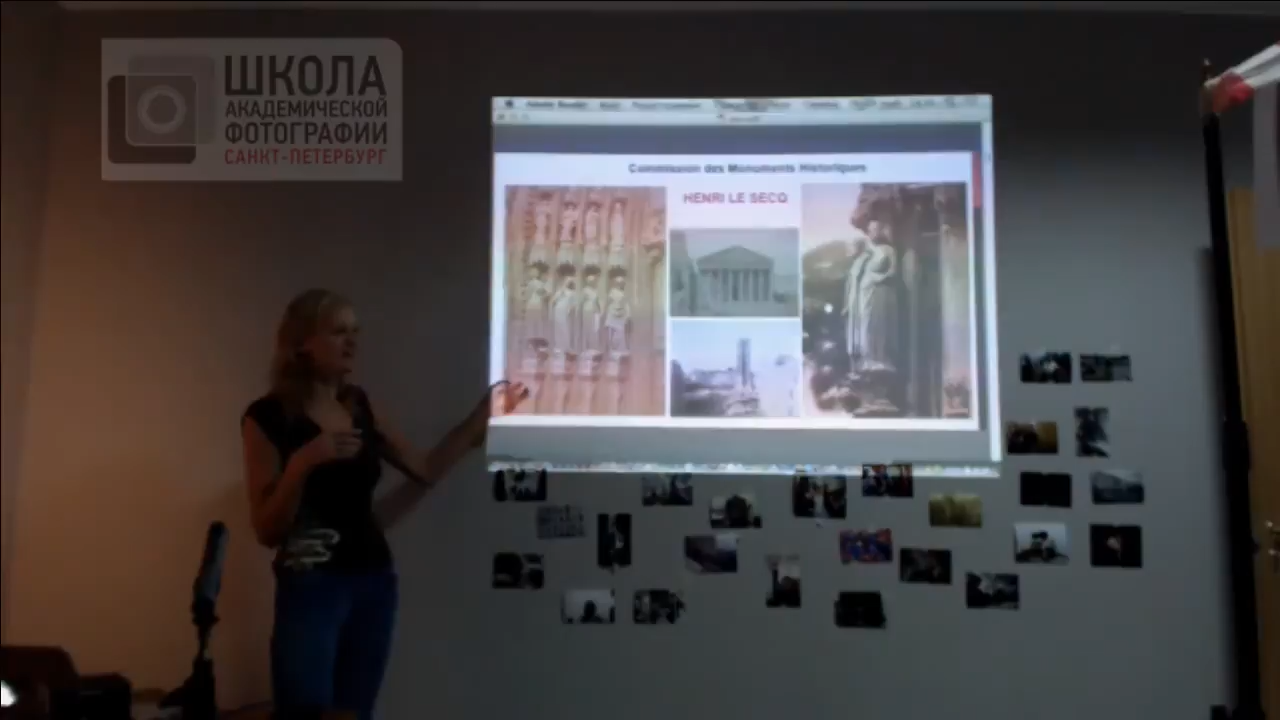 ШКОЛА
АКАДЕМИЧЕСКОЙ
ФОТОГРАФИИ
САНКТ-ПЕТЕРБУРГ
Commission des Monuments Historiques
HENRI LE SECQ